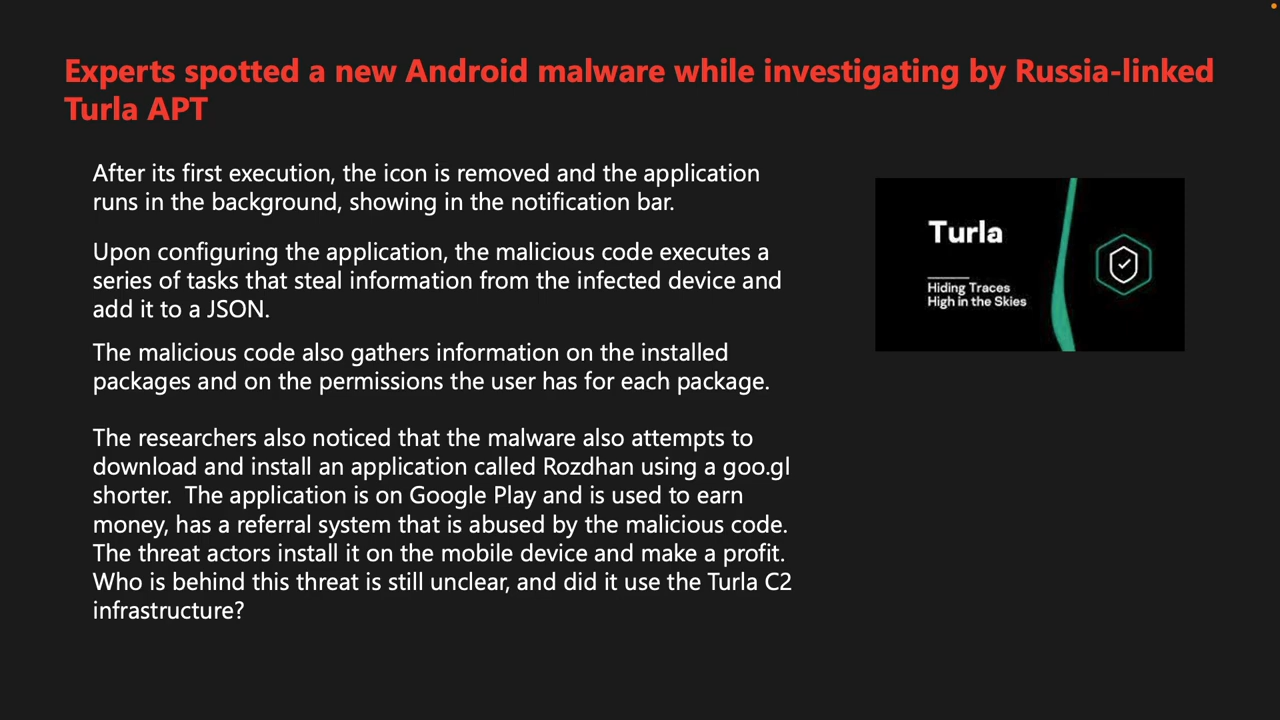 Experts spotted a new Android malware while investigating by Russia-linked
Turla APT
After its first execution, the icon is removed and the application
runs in the background, showing in the notification bar.
Upon configuring the application, the malicious code executes a
series of tasks that steal information from the infected device and
add it to a JSON.
The malicious code also gathers information on the installed
packages and on the permissions the user has for each package.
The researchers also noticed that the malware also attempts to
download and install an application called Rozdhan using a goo.gl
shorter.  The application is on Google Play and is used to earn
money, has a referral system that is abused by the malicious code.
The threat actors install it on the mobile device and make a profit.
Who is behind this threat is still unclear, and did it use the Turla C2
infrastructure?
Turla
Hiding Traces
High in the Skies